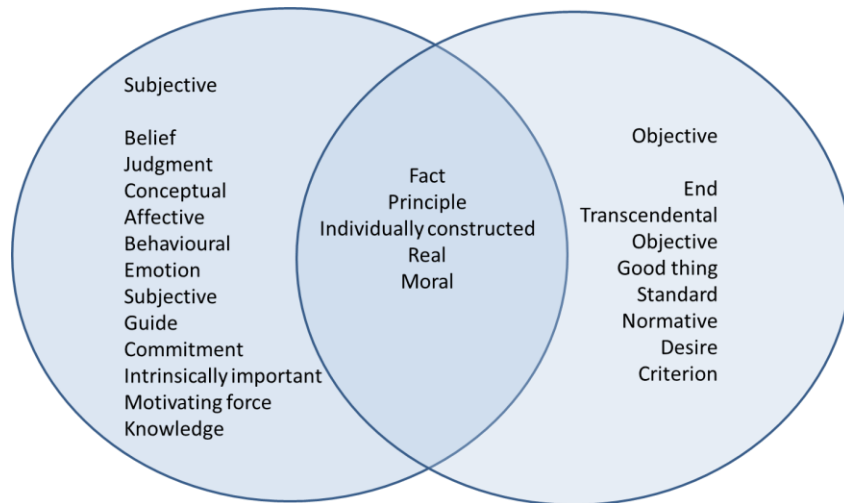 Subjective
Belief
Judgment
Conceptual
Affective
Behavioural
Emotion
Subjective
Guide
Commitment
Intrinsically important
Motivating force
Knowledge
Fact
Principle
Individually constructed
Real
Moral
Objective
End
Transcendental
Objective
Good thing
Standard
Normative
Desire
Criterion